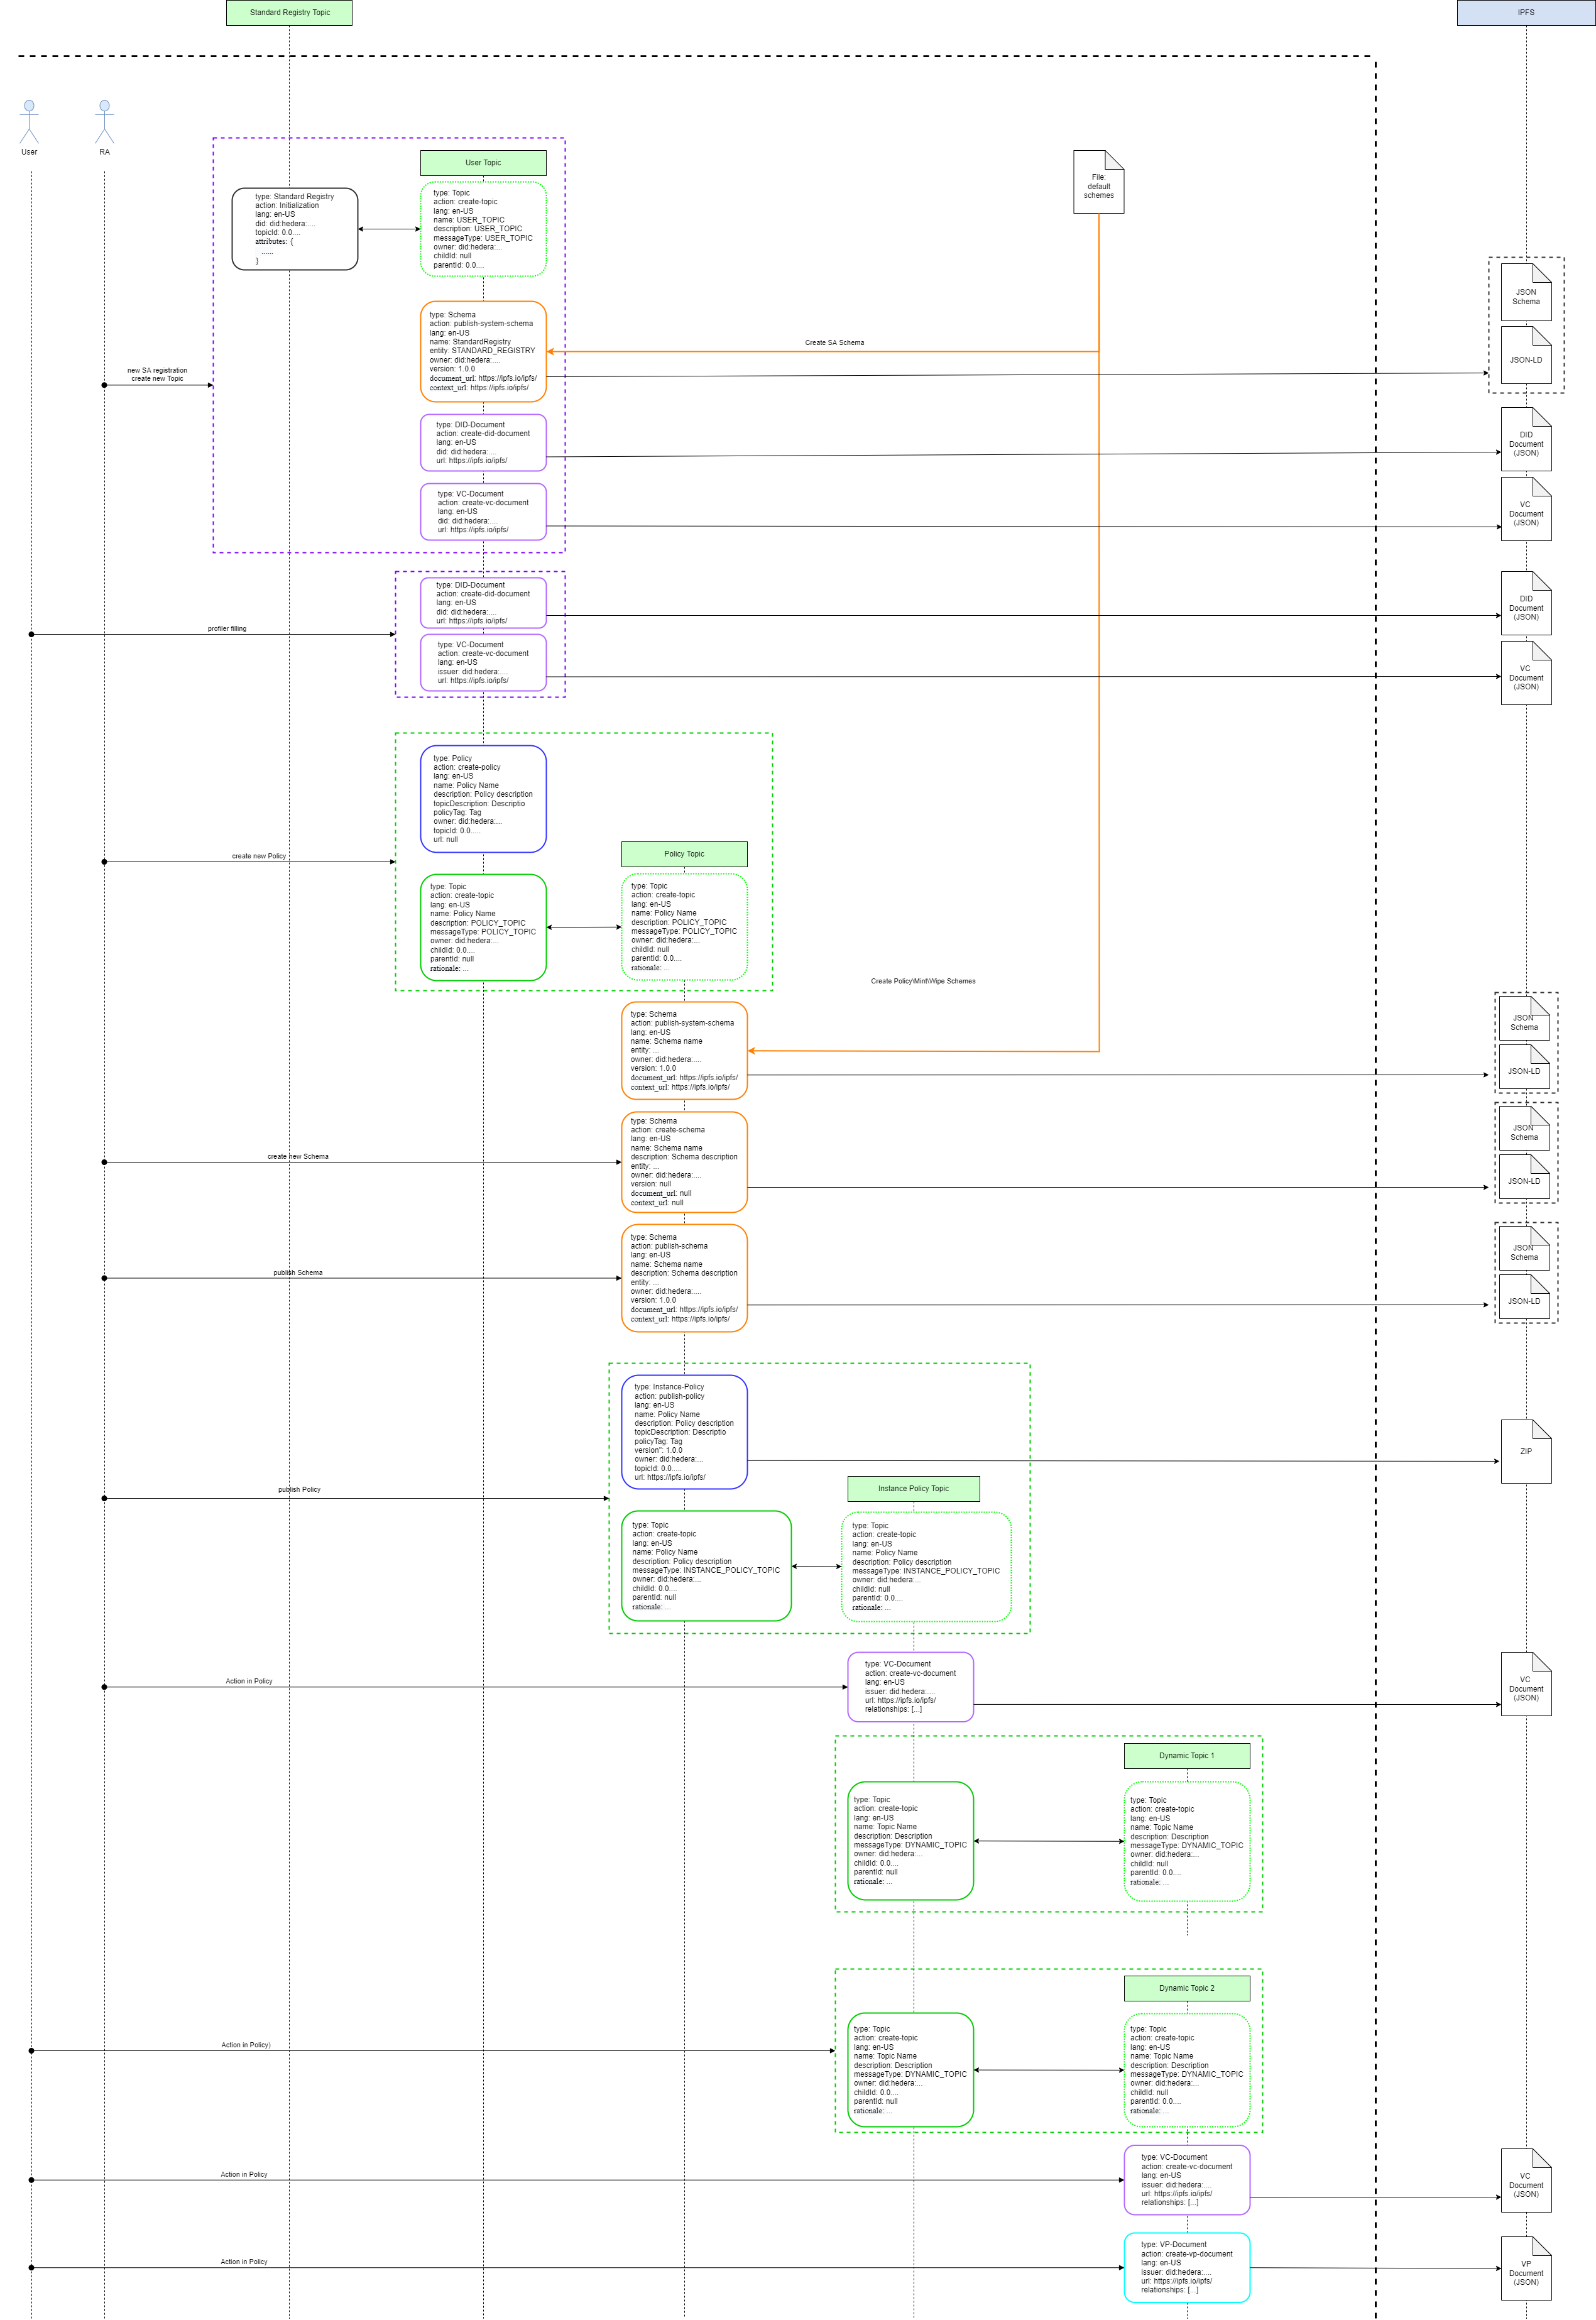 Standard Registry Topic
IPFS
User
RA
User Topic
File:
default
schemes
type: Standard Registry
action: Initialization
lang: en-US
did: did:hedera:....
topicId: 0.0....
attributes: {
......
}
type: Topic
action: create-topic
lang: en-US
name: USER_TOPIC
description: USER_TOPIC
messageType: USER_TOPIC
owner: did:hedera:...
childId: null
parentId: 0.0....
JSON
Schema
JSON-LD
type: Schema
action: publish-system-schema
lang: en-US
name: StandardRegistry
entity: STANDARD_REGISTRY
owner: did:hedera:....
version: 1.0.0
document_url: https://ipfs.io/ipfs/
context_url: https://ipfs.io/ipfs/
Create SA Schema
new SA registration
create new Topic
type: DID-Document
action: create-did-document
lang: en-US
did: did:hedera:....
url: https://ipfs.io/ipfs/
DID
Document
(JSON)
type: VC-Document
action: create-vc-document
lang: en-US
did: did:hedera:....
url: https://ipfs.io/ipfs/
VC
Document
(JSON)
type: DID-Document
action: create-did-document
lang: en-US
did: did:hedera:....
url: https://ipfs.io/ipfs/
DID
Document
(JSON)
profiler filling
type: VC-Document
action: create-vc-document
lang: en-US
issuer: did:hedera:....
url: https://ipfs.io/ipfs/
VC
Document
(JSON)
type: Policy
action: create-policy
lang: en-US
name: Policy Name
description: Policy description
topicDescription: Descriptio
policyTag: Tag
owner: did:hedera:...
topicId: 0.0.....
url: null
create new Policy
Policy Topic
type: Topic
action: create-topic
lang: en-US
name: Policy Name
description: POLICY_TOPIC
messageType: POLICY_TOPIC
owner: did:hedera:...
childId: 0.0....
parentId: null
rationale: ...
type: Topic
action: create-topic
lang: en-US
name: Policy Name
description: POLICY_TOPIC
messageType: POLICY_TOPIC
owner: did:hedera:...
childId: null
parentId: 0.0....
rationale: ...
Create Policy\Mint\Wipe Schemes
type: Schema
action: publish-system-schema
lang: en-US
name: Schema name
entity: ...
owner: did:hedera:....
version: 1.0.0
document_url: https://ipfs.io/ipfs/
context_url: https://ipfs.io/ipfs/
JSON
Schema
JSON-LD
create new Schema
type: Schema
action: create-schema
lang: en-US
name: Schema name
description: Schema description
entity: ...
owner: did:hedera:....
version: null
document_url: null
context_url: null
JSON
Schema
JSON-LD
publish Schema
type: Schema
action: publish-schema
lang: en-US
name: Schema name
description: Schema description
entity: ...
owner: did:hedera:....
version: 1.0.0
document_url: https://ipfs.io/ipfs/
context_url: https://ipfs.io/ipfs/
JSON
Schema
JSON-LD
type: Instance-Policy
action: publish-policy
lang: en-US
name: Policy Name
description: Policy description
topicDescription: Descriptio
policyTag: Tag
version": 1.0.0
owner: did:hedera:...
topicId: 0.0.....
url: https://ipfs.io/ipfs/
ZIP
publish Policy
Instance Policy Topic
type: Topic
action: create-topic
lang: en-US
name: Policy Name
description: Policy description
messageType: INSTANCE_POLICY_TOPIC
owner: did:hedera:...
childId: 0.0....
parentId: null
rationale: ...
type: Topic
action: create-topic
lang: en-US
name: Policy Name
description: Policy description
messageType: INSTANCE_POLICY_TOPIC
owner: did:hedera:...
childId: null
parentId: 0.0....
rationale: ...
Action in Policy
type: VC-Document
action: create-vc-document
lang: en-US
issuer: did:hedera:....
url: https://ipfs.io/ipfs/
relationships: [...]
VC
Document
(JSON)
Dynamic Topic 1
type: Topic
action: create-topic
lang: en-US
name: Topic Name
description: Description
messageType: DYNAMIC_TOPIC
owner: did:hedera:...
childId: 0.0....
parentId: null
rationale: ...
type: Topic
action: create-topic
lang: en-US
name: Topic Name
description: Description
messageType: DYNAMIC_TOPIC
owner: did:hedera:...
childId: null
parentId: 0.0....
rationale: ...
Dynamic Topic 2
Action in Policy)
type: Topic
action: create-topic
lang: en-US
name: Topic Name
description: Description
messageType: DYNAMIC_TOPIC
owner: did:hedera:...
childId: 0.0....
parentId: null
rationale: ...
type: Topic
action: create-topic
lang: en-US
name: Topic Name
description: Description
messageType: DYNAMIC_TOPIC
owner: did:hedera:...
childId: null
parentId: 0.0....
rationale: ...
Action in Policy
type: VC-Document
action: create-vc-document
lang: en-US
issuer: did:hedera:....
url: https://ipfs.io/ipfs/
relationships: [...]
VC
Document
(JSON)
Action in Policy
type: VP-Document
action: create-vp-document
lang: en-US
issuer: did:hedera:....
url: https://ipfs.io/ipfs/
relationships: [...]
VP
Document
(JSON)